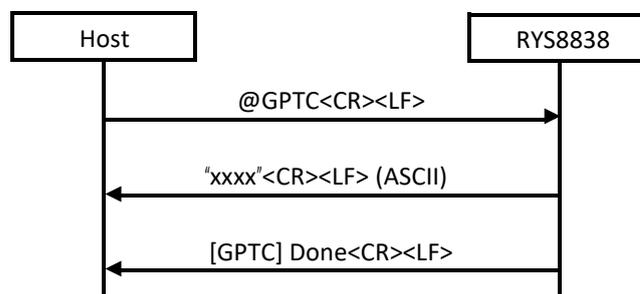 Host
RYS8838
@GPTC<CR><LF>
“xxxx”<CR><LF> (ASCII)
[GPTC] Done<CR><LF>